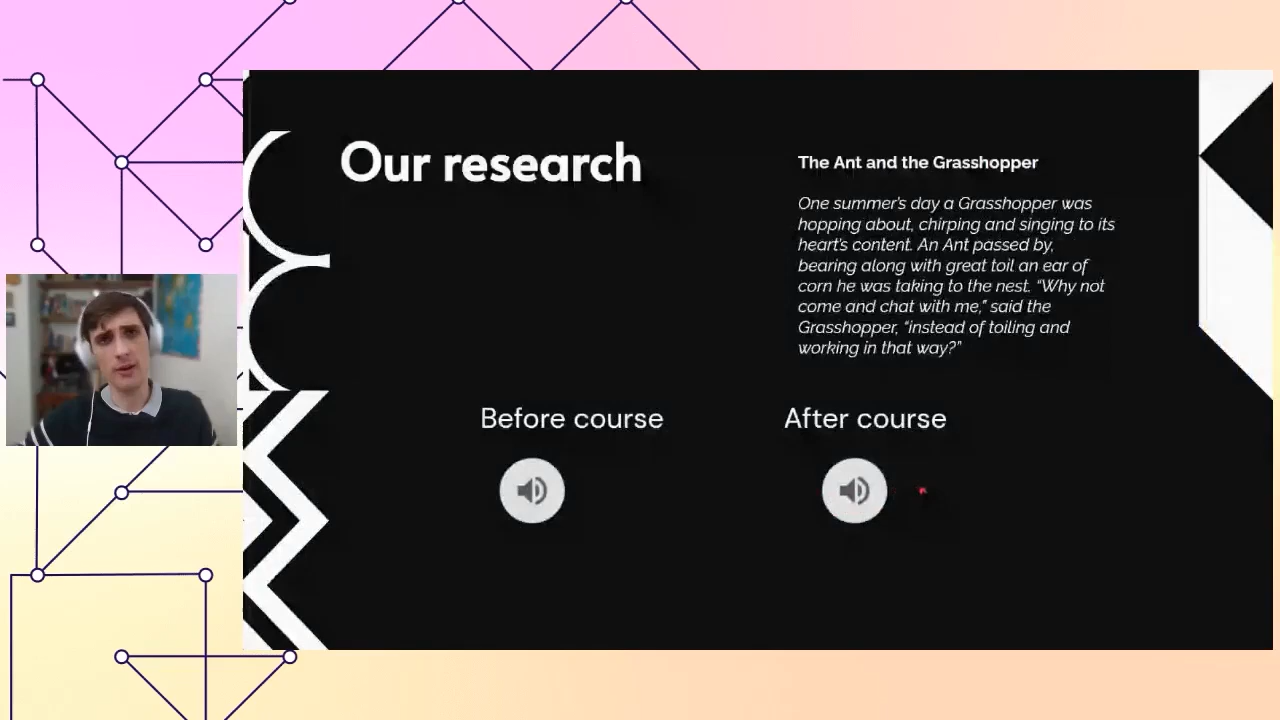 Our research
The Ant and the Grasshopper
One summer's day a Grasshopper was
hopping about, chirping and singing to its
heart's content. An Ant passed by,
bearing along with great toil an ear of
corn he was taking to the nest. “Why not
come and chat with me,” said the
Grasshopper, “instead of toiling and
working in that way?”
Before course
After course